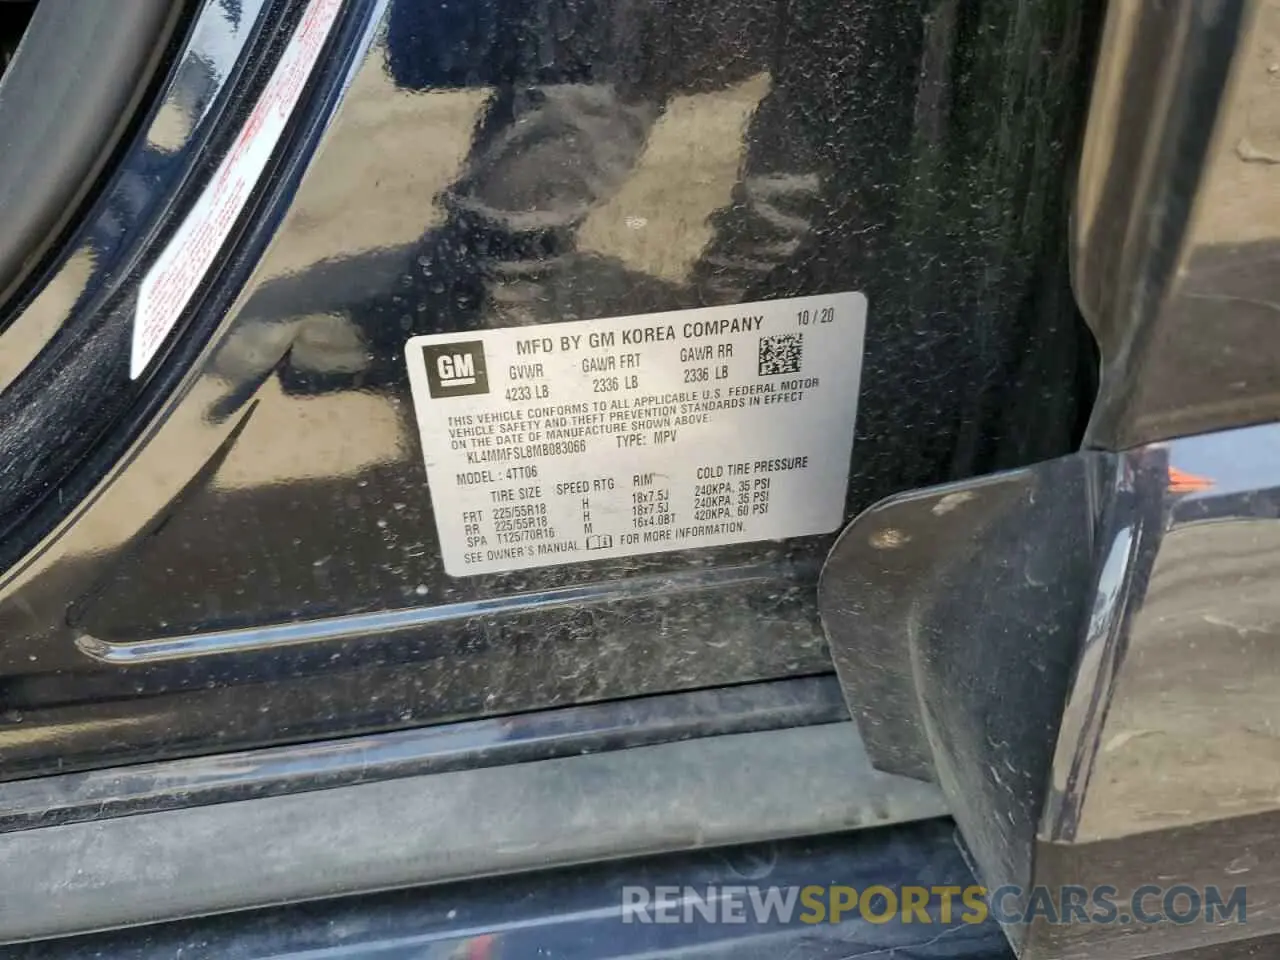 GM
MFD BY GM KOREA COMPANY 10 / 20
GVWR GAWR FRT GAWR RR
4233 LB 2336 LB 2336 LB
THIS VEHICLE CONFORMS TO ALL APPLICABLE U.S. FEDERAL MOTOR
VEHICLE SAFETY AND THEFT PREVENTION STANDARDS IN EFFECT
ON THE DATE OF MANUFACTURE SHOWN ABOVE.
KL4MMFSL8MB083066 TYPE: MPV
MODEL: 4TT06
TIRE SIZE SPEED RTG RIM COLD TIRE PRESSURE
FRT 225/55R18 H 18x7.5J 240KPA, 35 PSI
RR 225/55R18 H 18x7.5J 240KPA, 35 PSI
SPA T125/70R16 M 16x4.0BT 420KPA, 60 PSI
SEE OWNER'S MANUAL FOR MORE INFORMATION.
RENEWSPORTSCARS.COM